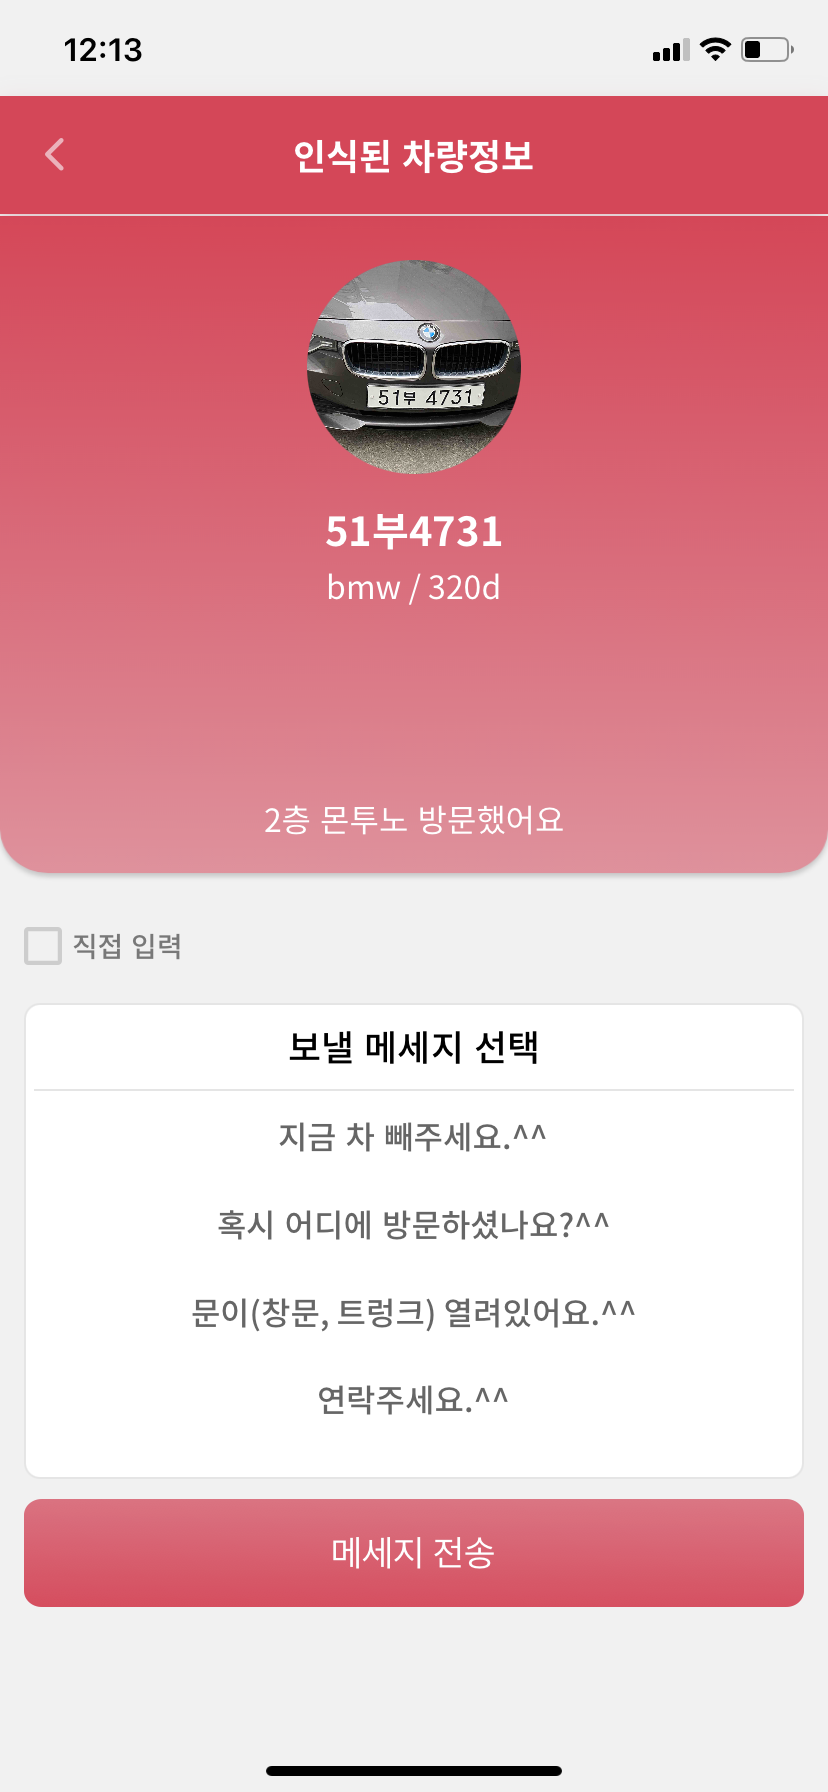 12:13
인식된 차량정보
51부 4731
51부4731
bmw / 320d
2층 몬투노 방문했어요
직접 입력
보낼 메세지 선택
지금 차 빼주세요.^^
혹시 어디에 방문하셨나요?^^
문이(창문, 트렁크) 열려있어요.^^
연락주세요.^^
메세지 전송